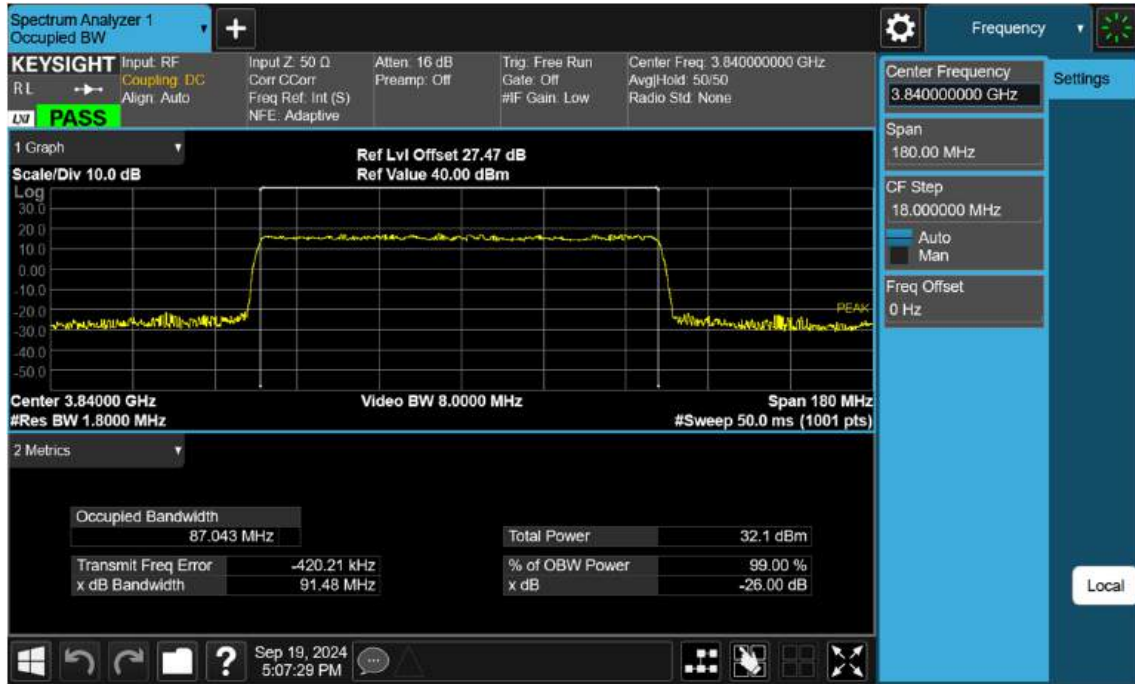 Spectrum Analyzer 1
Occupied BW
Frequency
KEYSIGHT
Input: RF
Coupling: DC
Align: Auto
Input Z: 50 Ω
Corr CCorr
Freq Ref: Int (S)
NFE: Adaptive
Atten: 16 dB
Preamp: Off
Trig: Free Run
Gate: Off
#IF Gain: Low
Center Freq: 3.840000000 GHz
Avg|Hold: 50/50
Radio Std: None
RL
LXI
PASS
Center Frequency
3.840000000 GHz
Settings
Span
180.00 MHz
CF Step
18.000000 MHz
Auto
Man
Freq Offset
0 Hz
1 Graph
Ref Lvl Offset 27.47 dB
Scale/Div 10.0 dB
Ref Value 40.00 dBm
Log
30.0
20.0
10.0
0.00
-10.0
-20.0
-30.0
-40.0
-50.0
PEAK
Center 3.84000 GHz
Video BW 8.0000 MHz
Span 180 MHz
#Res BW 1.8000 MHz
#Sweep 50.0 ms (1001 pts)
2 Metrics
Occupied Bandwidth
87.043 MHz
Total Power 32.1 dBm
Transmit Freq Error -420.21 kHz
% of OBW Power 99.00 %
x dB Bandwidth 91.48 MHz
x dB -26.00 dB
Local
?
Sep 19, 2024
5:07:29 PM